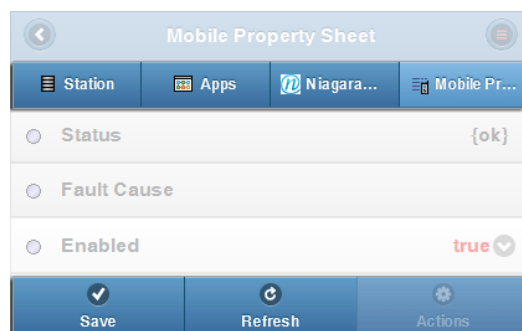 Mobile Property Sheet
Station Apps Niagara... Mobile Pr...
Status {ok}
Fault Cause
Enabled true
Save Refresh Actions